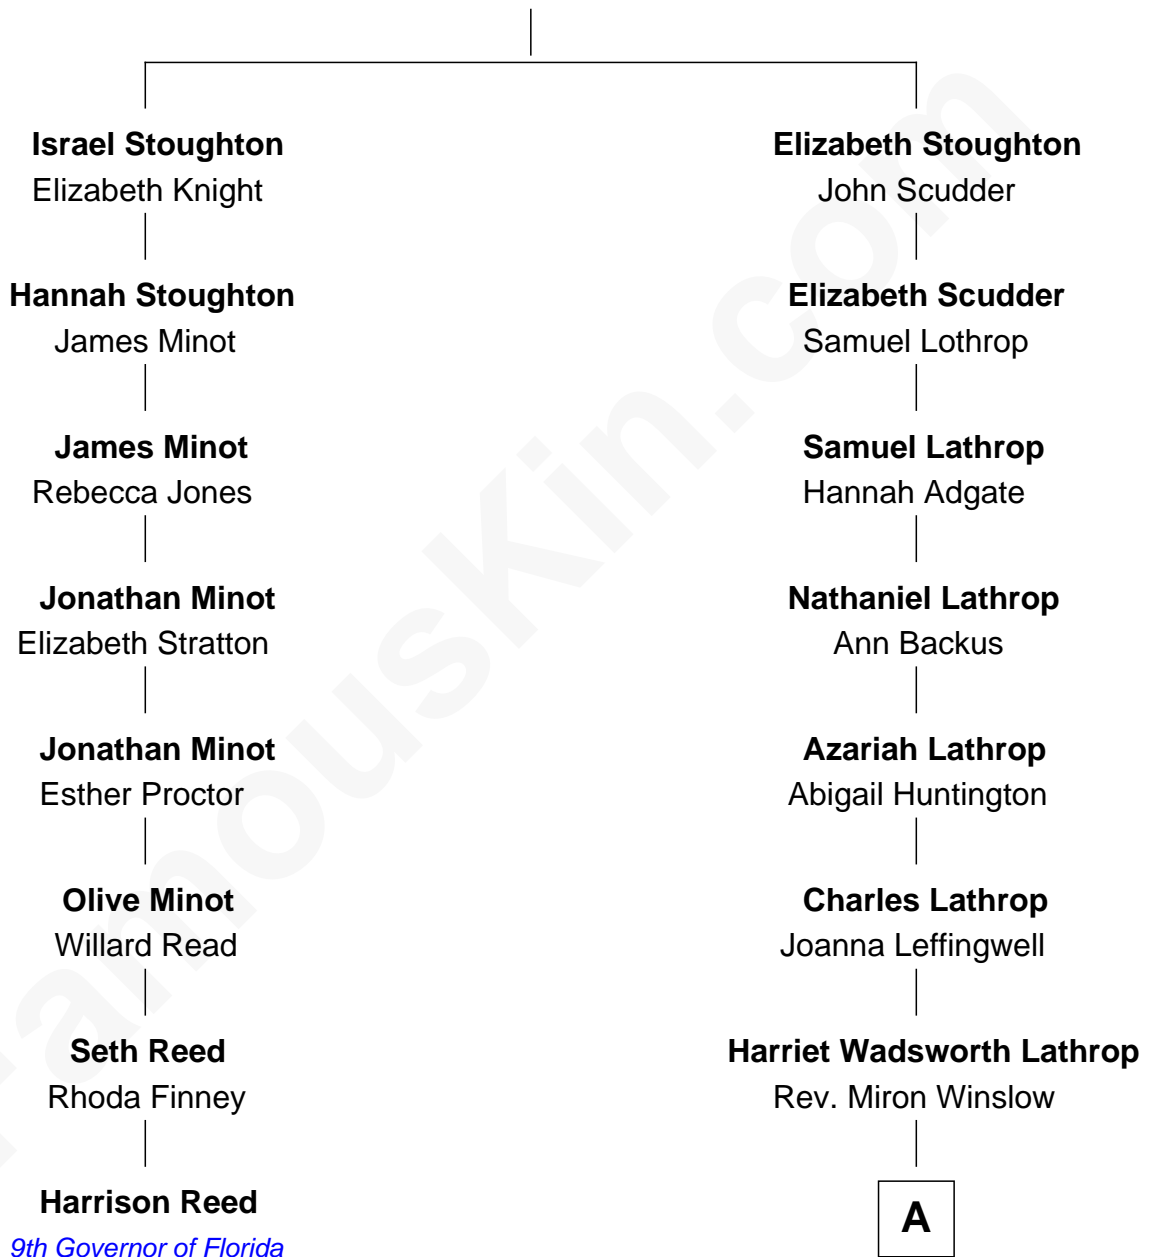 Israel Stoughton
Elizabeth Knight
Hannah Stoughton
James Minot
James Minot
Rebecca Jones
Jonathan Minot
Elizabeth Stratton
Jonathan Minot
Esther Proctor
Olive Minot
Willard Read
Seth Reed
Rhoda Finney
Harrison Reed
9th Governor of Florida
Elizabeth Stoughton
John Scudder
Elizabeth Scudder
Samuel Lothrop
Samuel Lathrop
Hannah Adgate
Nathaniel Lathrop
Ann Backus
Azariah Lathrop
Abigail Huntington
Charles Lathrop
Joanna Leffingwell
Harriet Wadsworth Lathrop
Rev. Miron Winslow
A
FamousKin.com